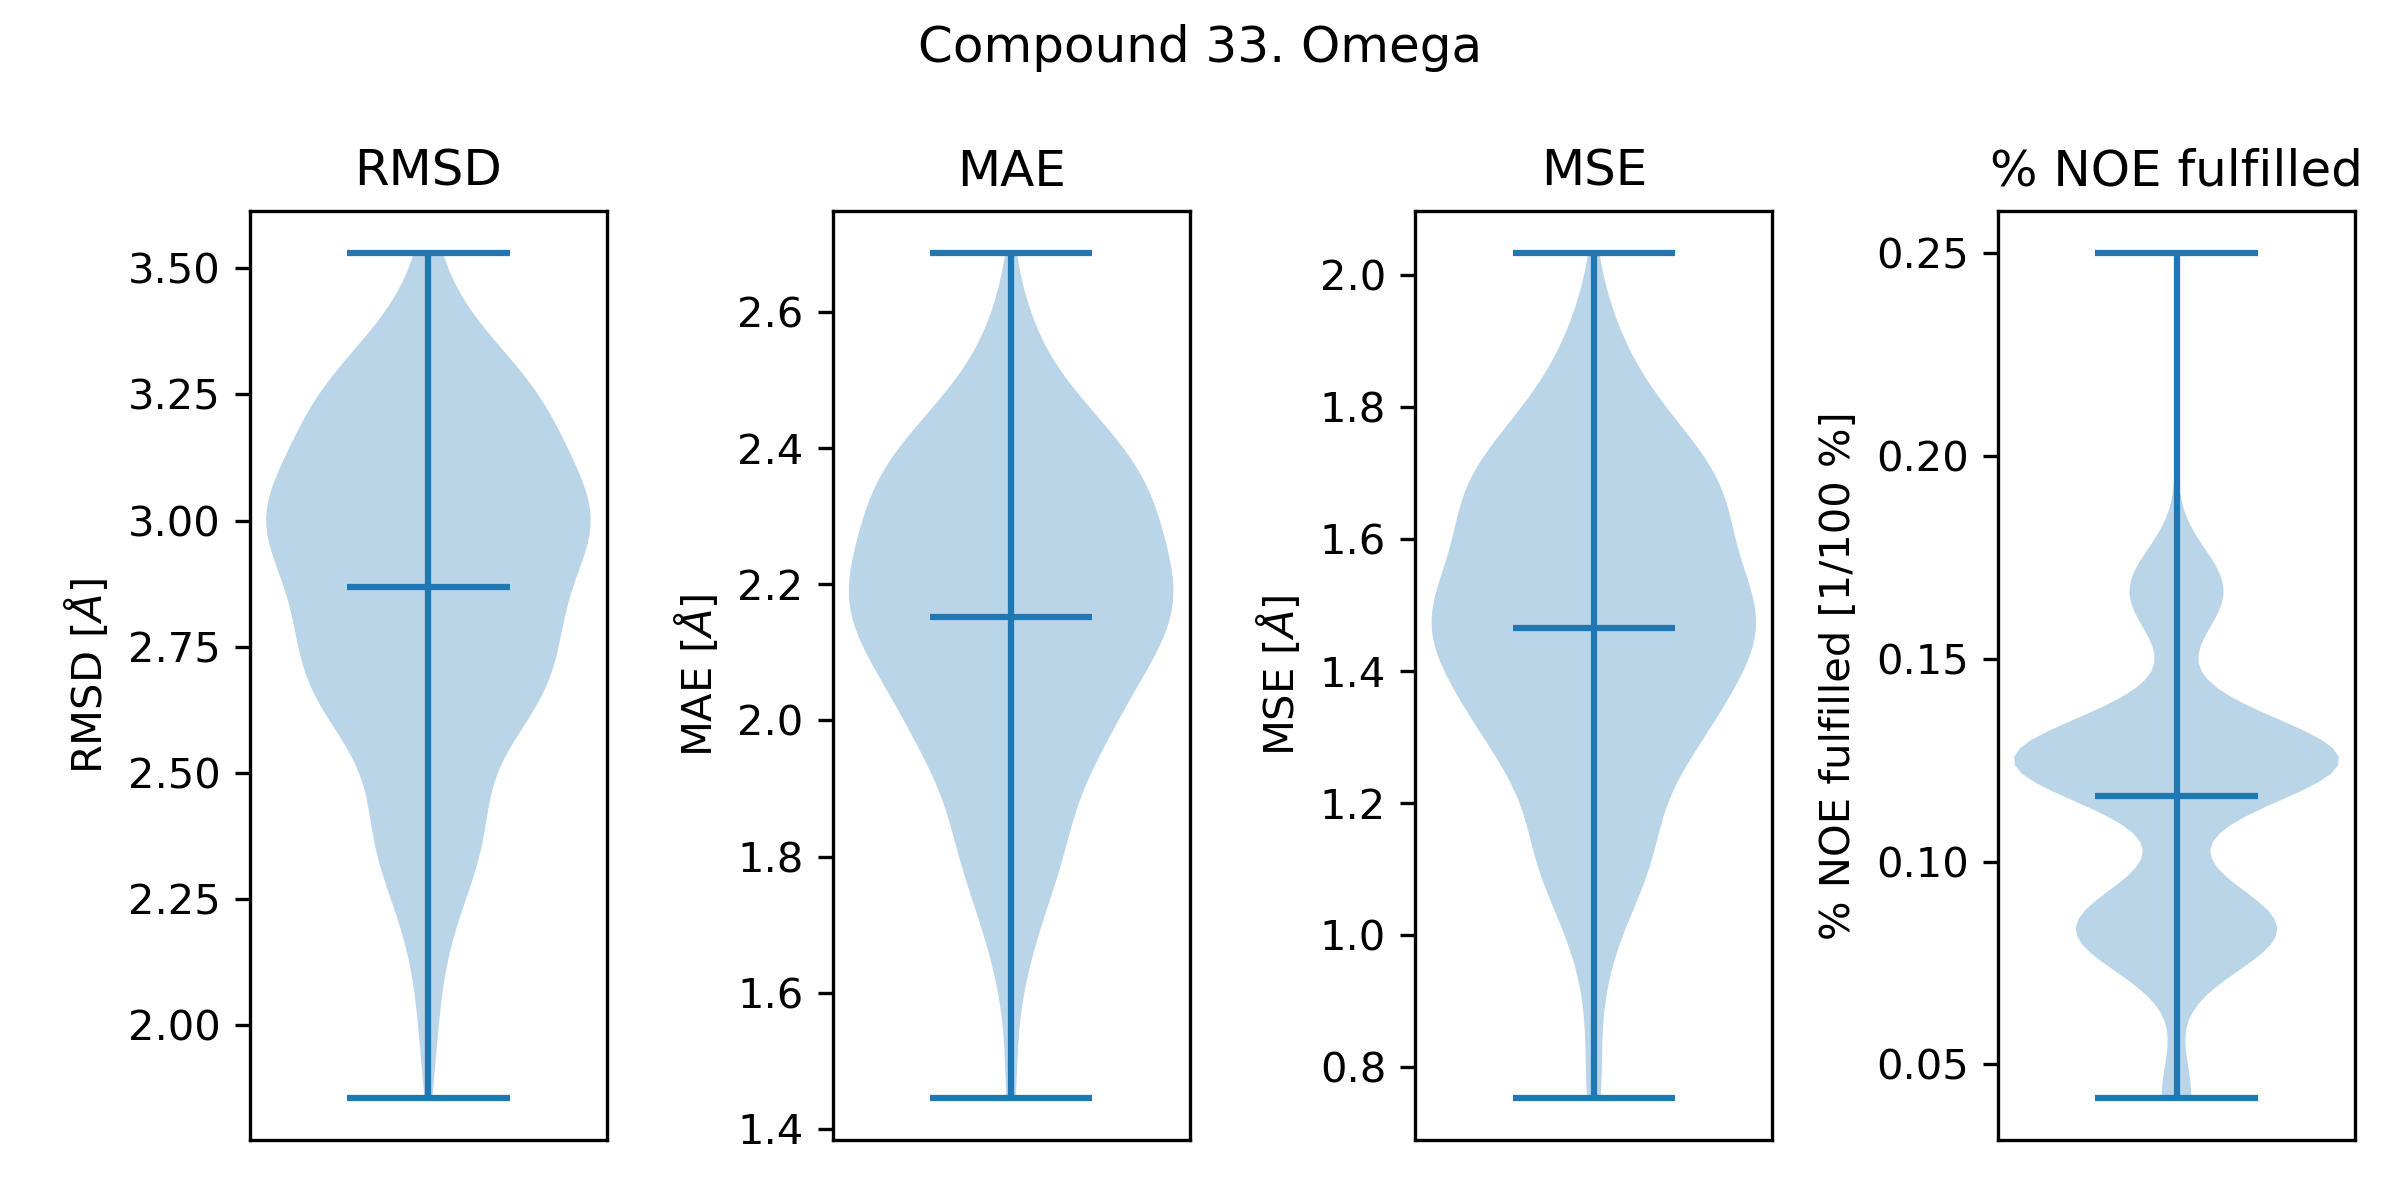 Compound 33. Omega
RMSD
RMSD [Å]
3.50
3.25
3.00
2.75
2.50
2.25
2.00
MAE
MAE [Å]
2.6
2.4
2.2
2.0
1.8
1.6
1.4
MSE
MSE [Å]
2.0
1.8
1.6
1.4
1.2
1.0
0.8
% NOE fulfilled
% NOE fulfilled [1/100 %]
0.25
0.20
0.15
0.10
0.05